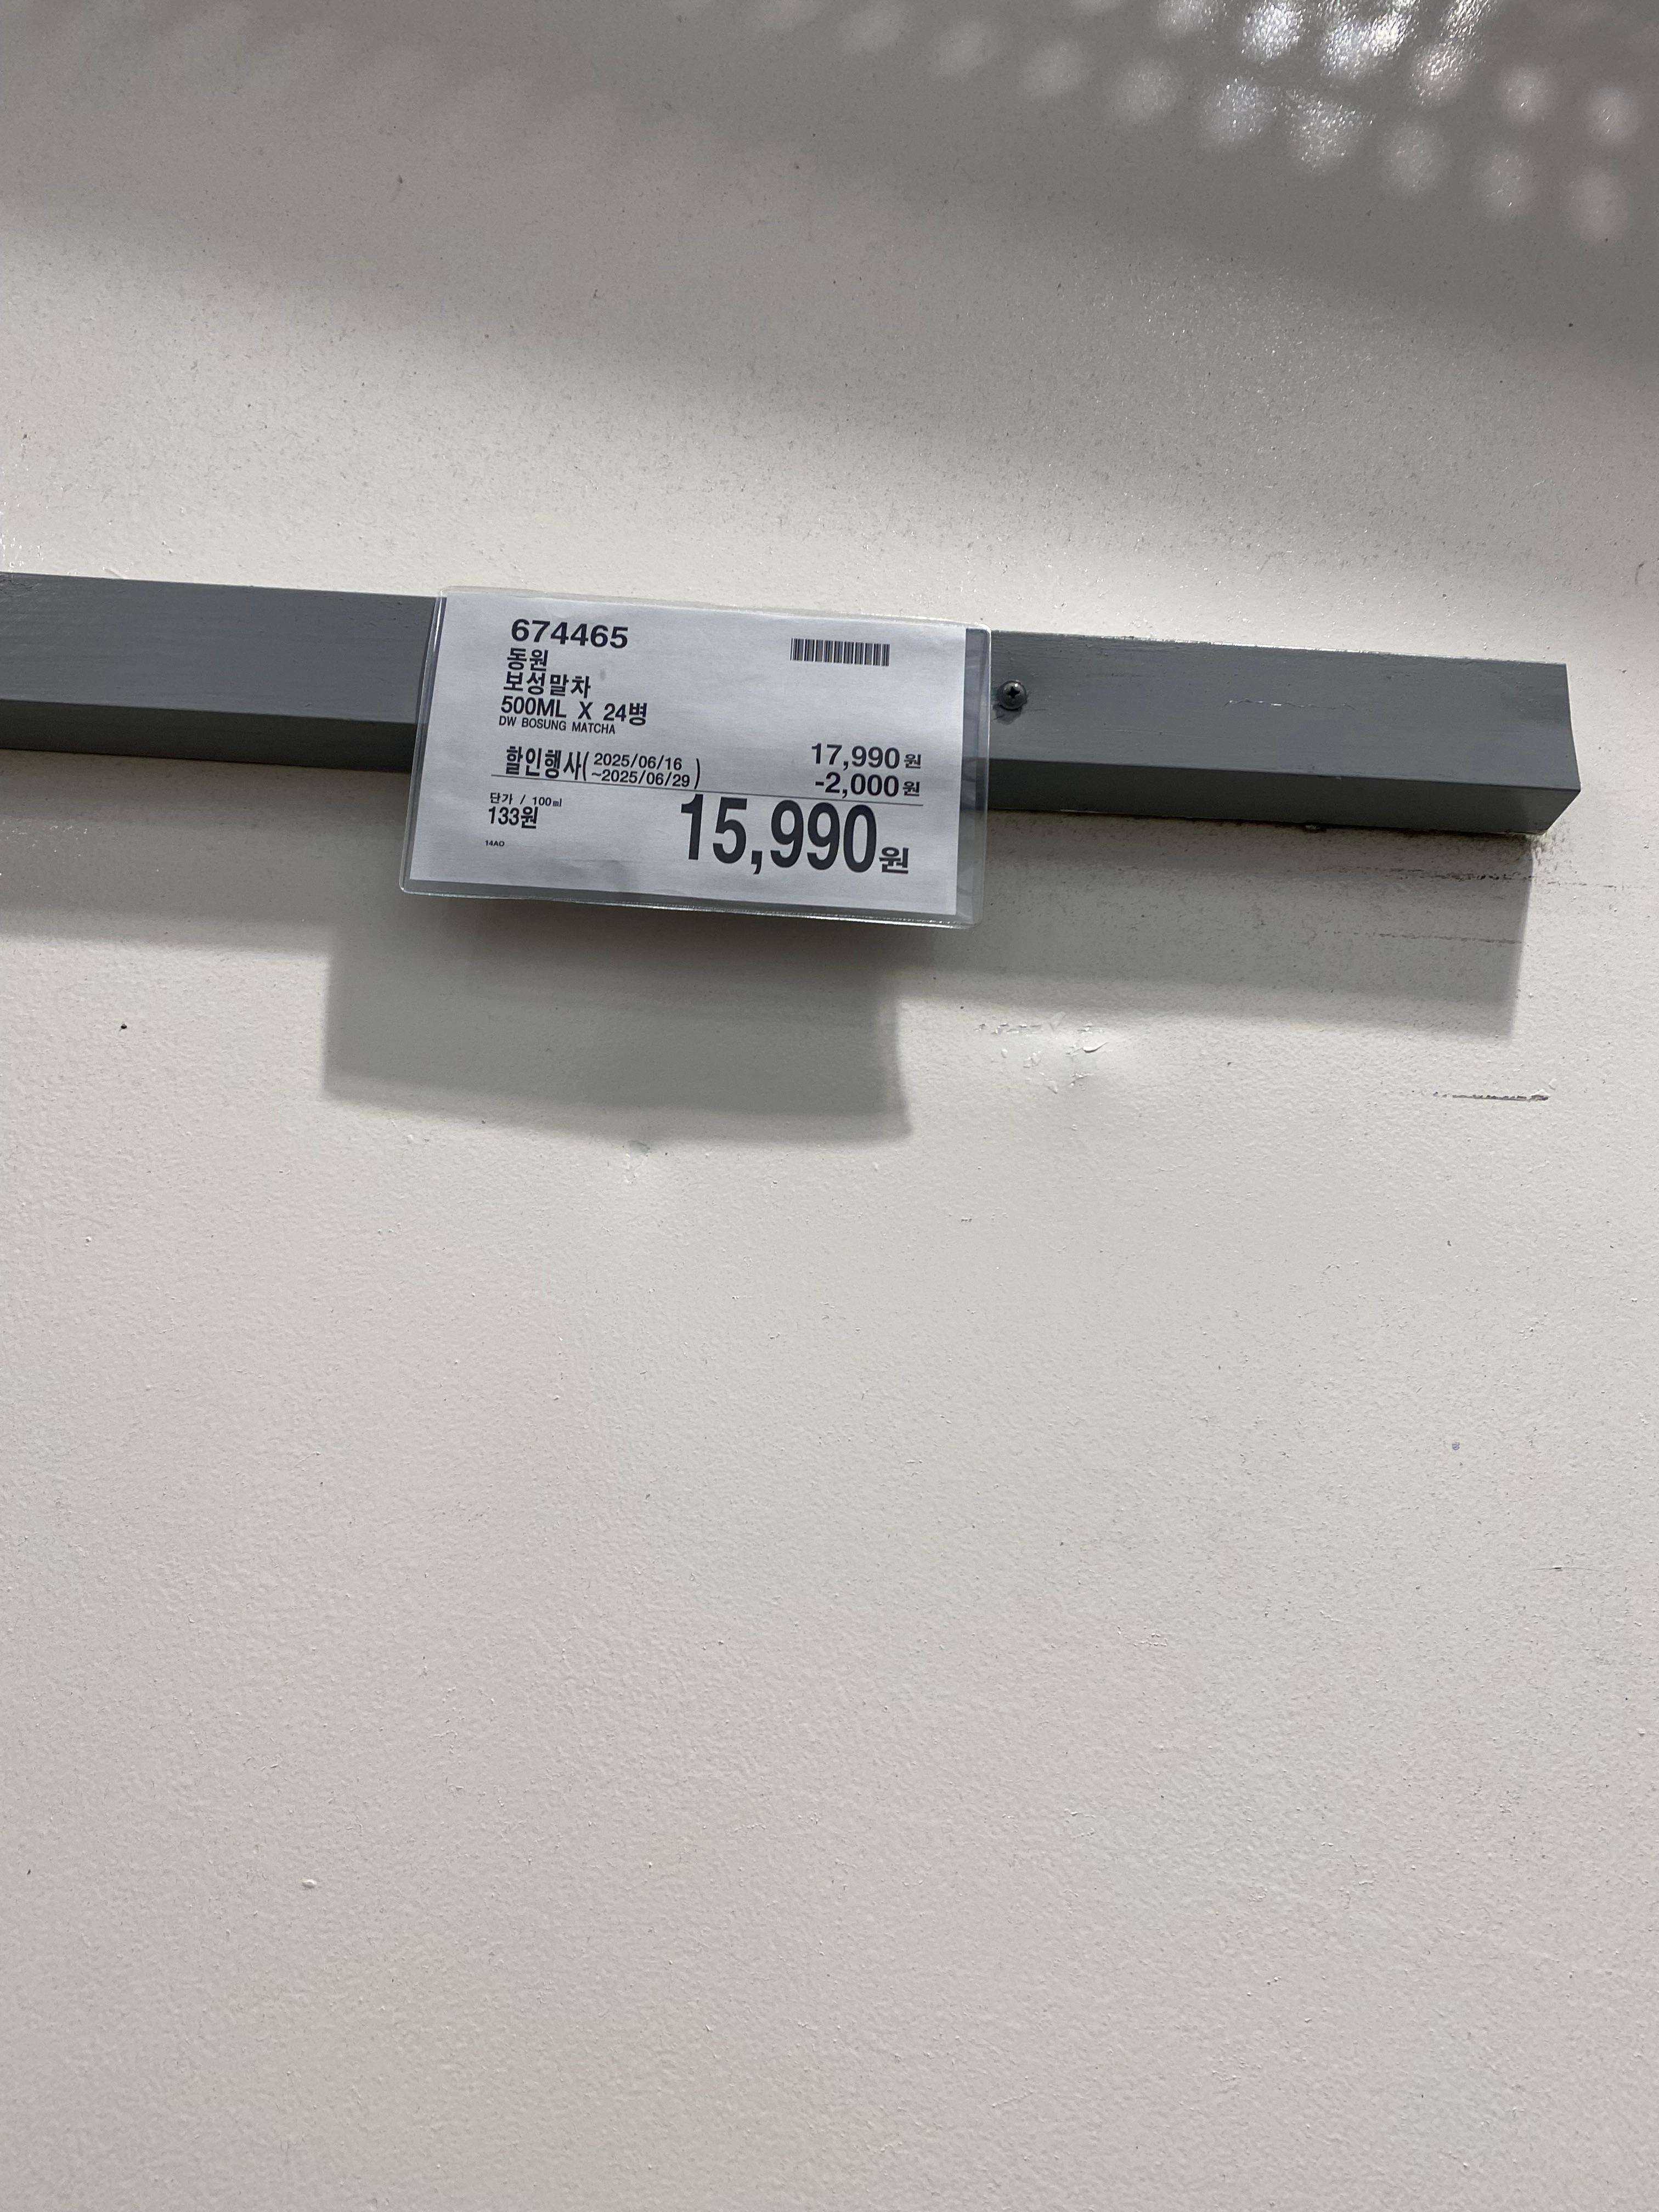 674465
동원
보성말차
500ML X 24병
DW BOSUNG MATCHA
17,990원
할인행사( 2025/06/16 ~2025/06/29 ) -2,000원
단가 / 100㎖
133원
15,990원
14AD